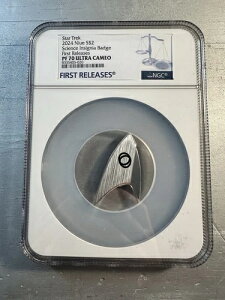 Star Trek
2024 Niue S$2
Science Insignia Badge
First Releases
PF 70 ULTRA CAMEO
NGC
FIRST RELEASES®